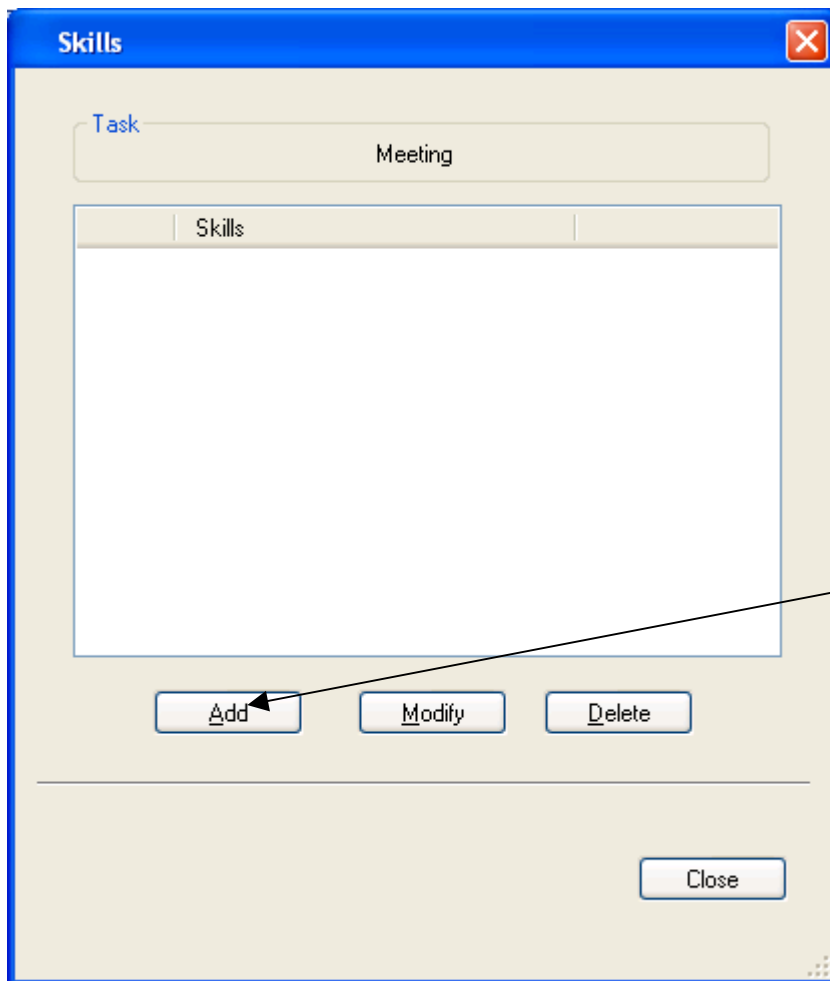 Skills
Task
Meeting
Skills
Add Modify Delete
Close